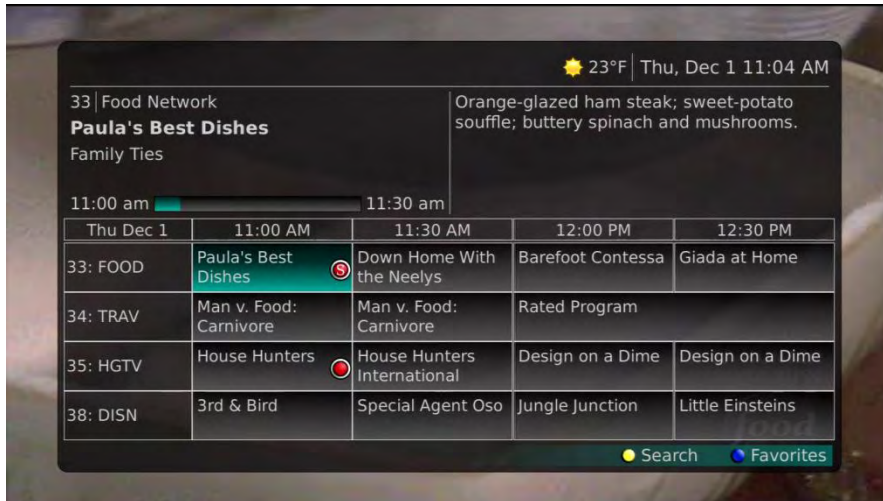 23°F Thu, Dec 1 11:04 AM
33 Food Network
Paula's Best Dishes
Family Ties
Orange-glazed ham steak; sweet-potato
souffle; buttery spinach and mushrooms.
11:00 am 11:30 am
Thu Dec 1 11:00 AM 11:30 AM 12:00 PM 12:30 PM
33: FOOD
Paula's Best
Dishes
S
Down Home With
the Neelys
Barefoot Contessa
Giada at Home
34: TRAV
Man v. Food:
Carnivore
Man v. Food:
Carnivore
Rated Program
35: HGTV
House Hunters
House Hunters
International
Design on a Dime
Design on a Dime
38: DISN
3rd & Bird
Special Agent Oso
Jungle Junction
Little Einsteins
food
Search Favorites